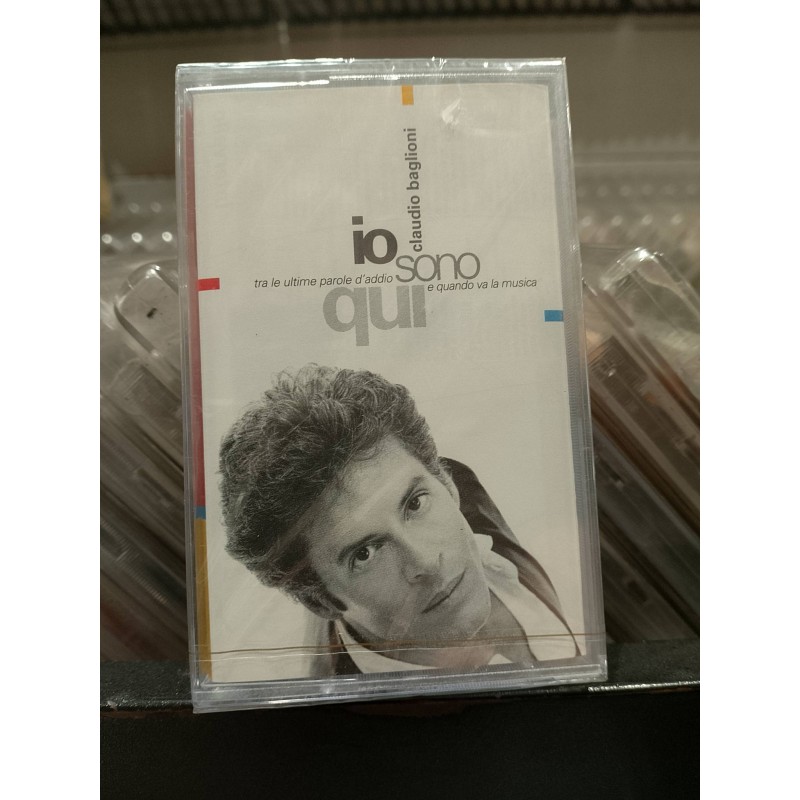 claudio baglioni
io
sono
tra le ultime parole d'addio
e quando va la musica
qui